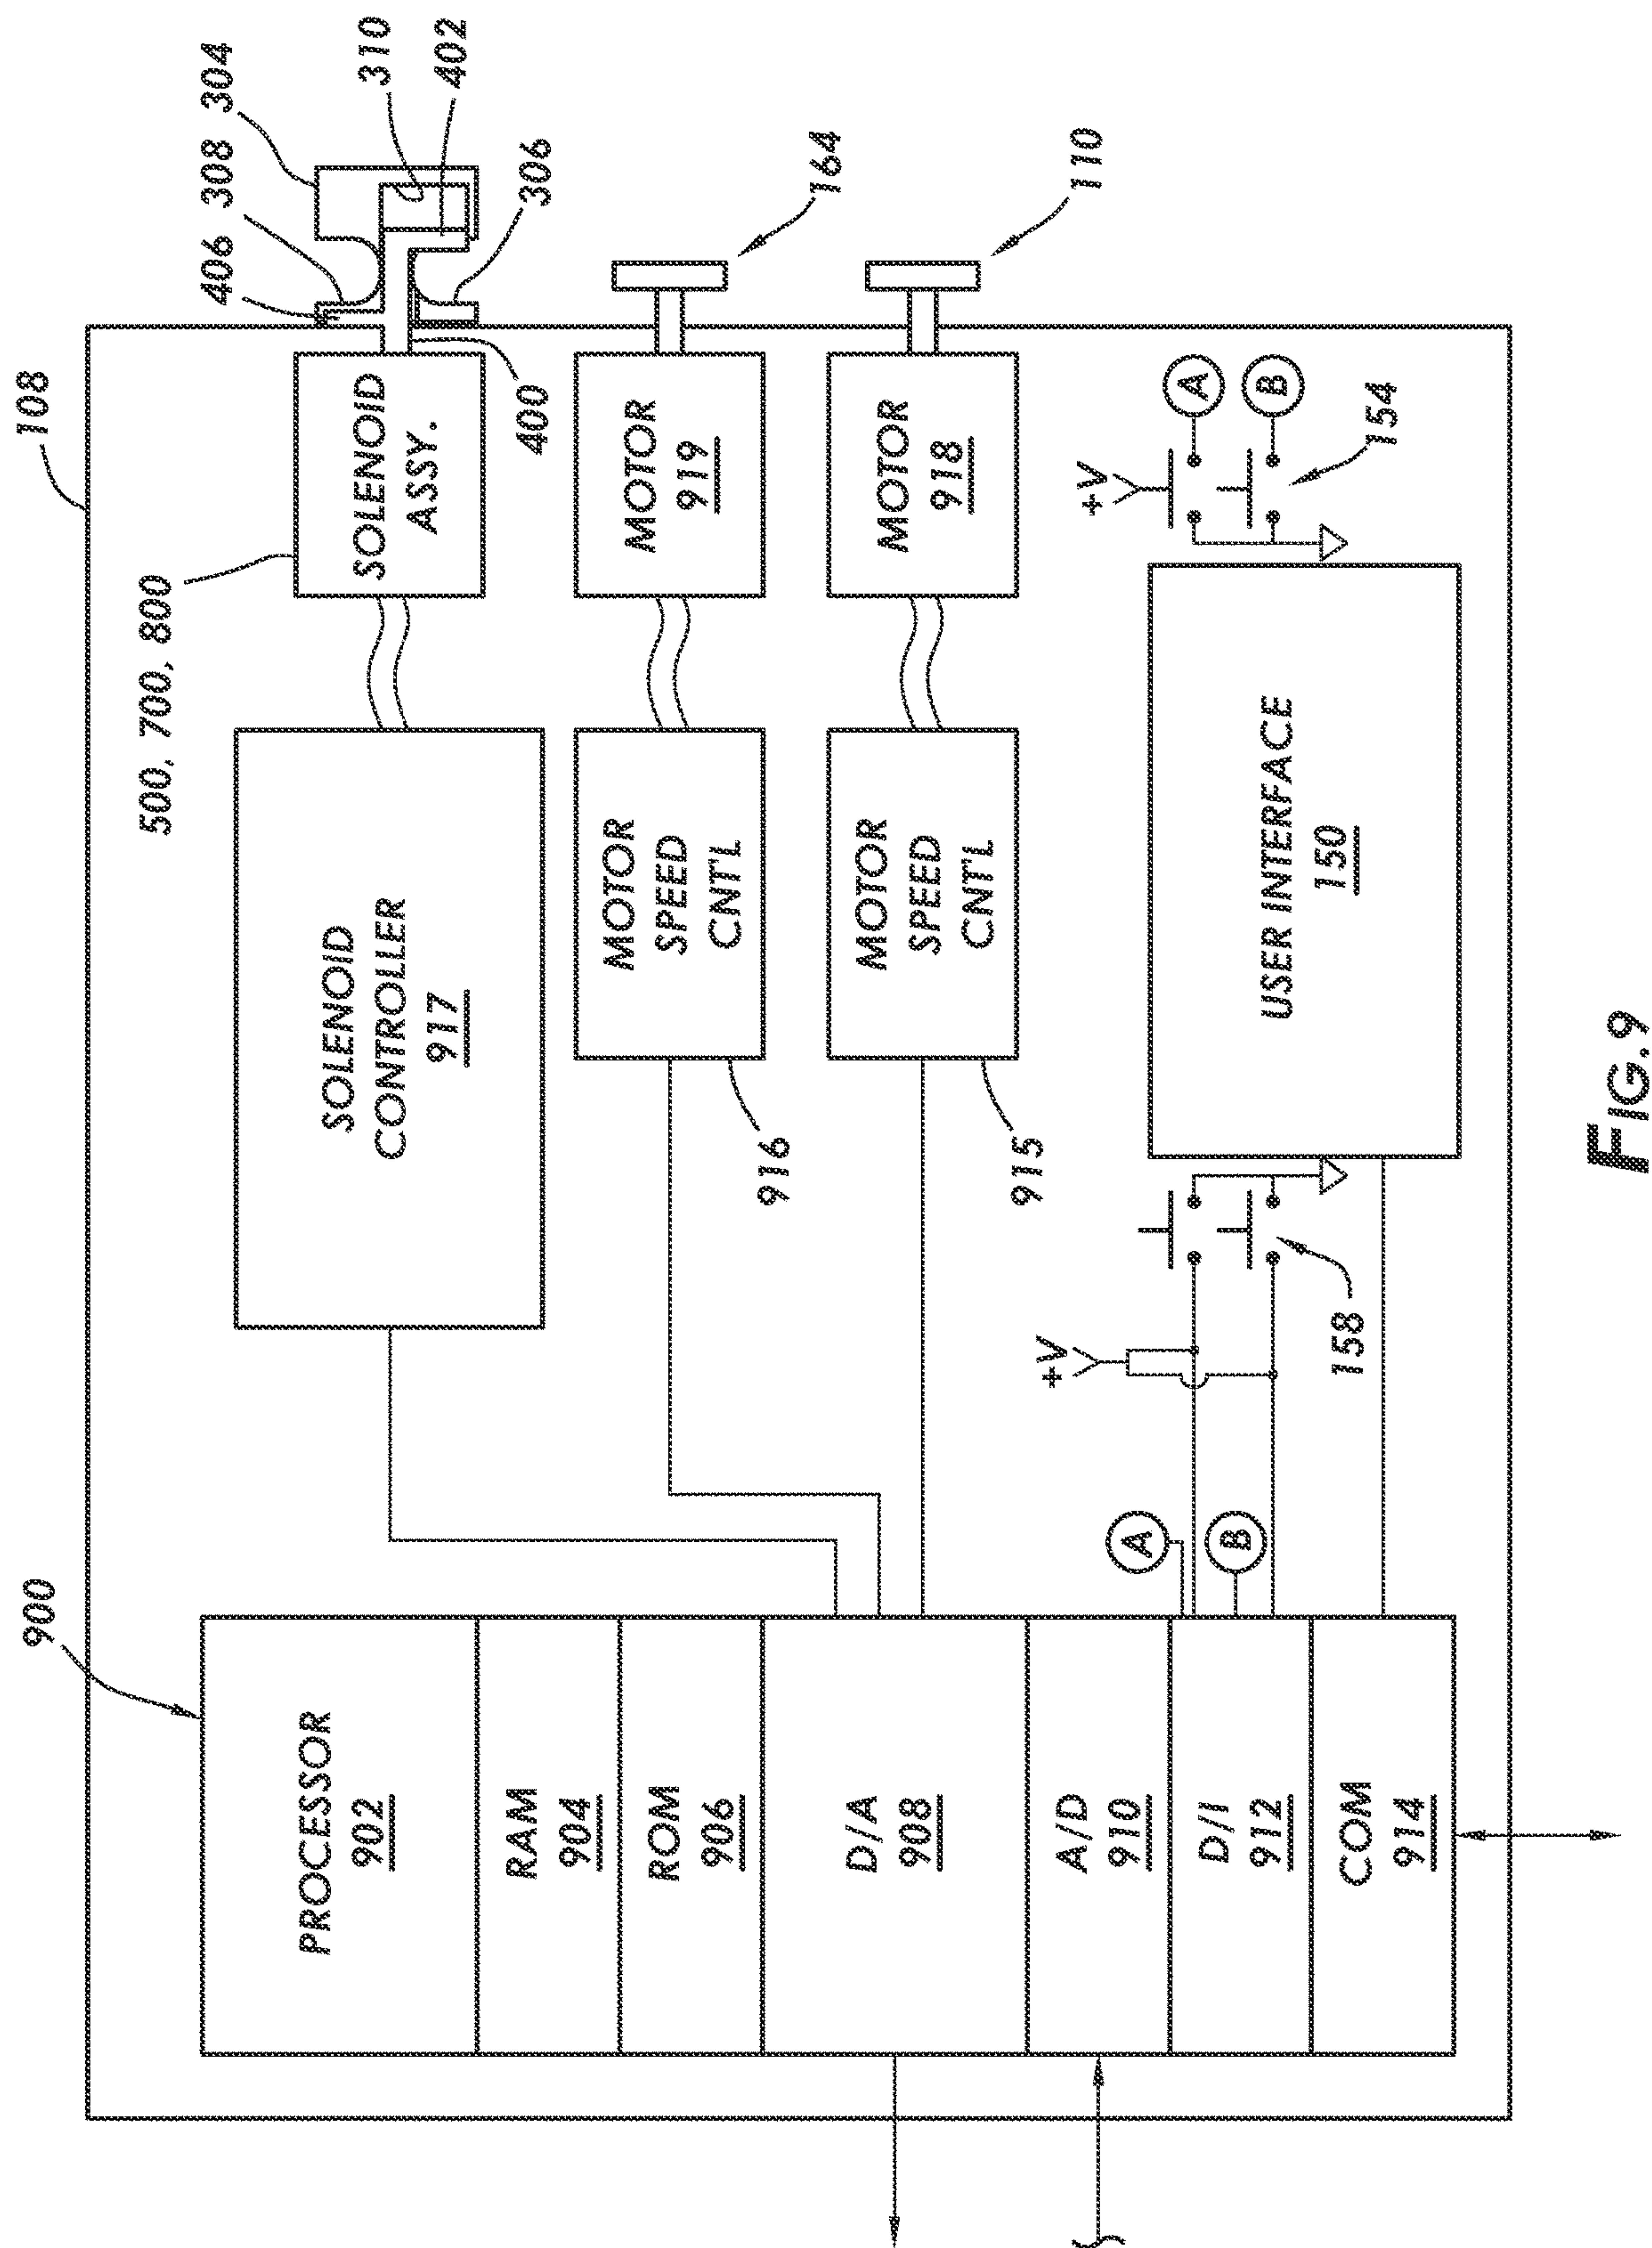 108
900
500, 700, 800
406
308
304
310
402
306
400
164
110
PROCESSOR
902
RAM
904
ROM
906
D/A
908
A/D
910
D/I
912
COM
914
SOLENOID
CONTROLLER
917
SOLENOID
ASSY.
MOTOR
SPEED
CNT'L
916
MOTOR
919
MOTOR
SPEED
CNT'L
915
MOTOR
918
A
B
+V
158
USER INTERFACE
150
+V
A
B
154
FIG. 9